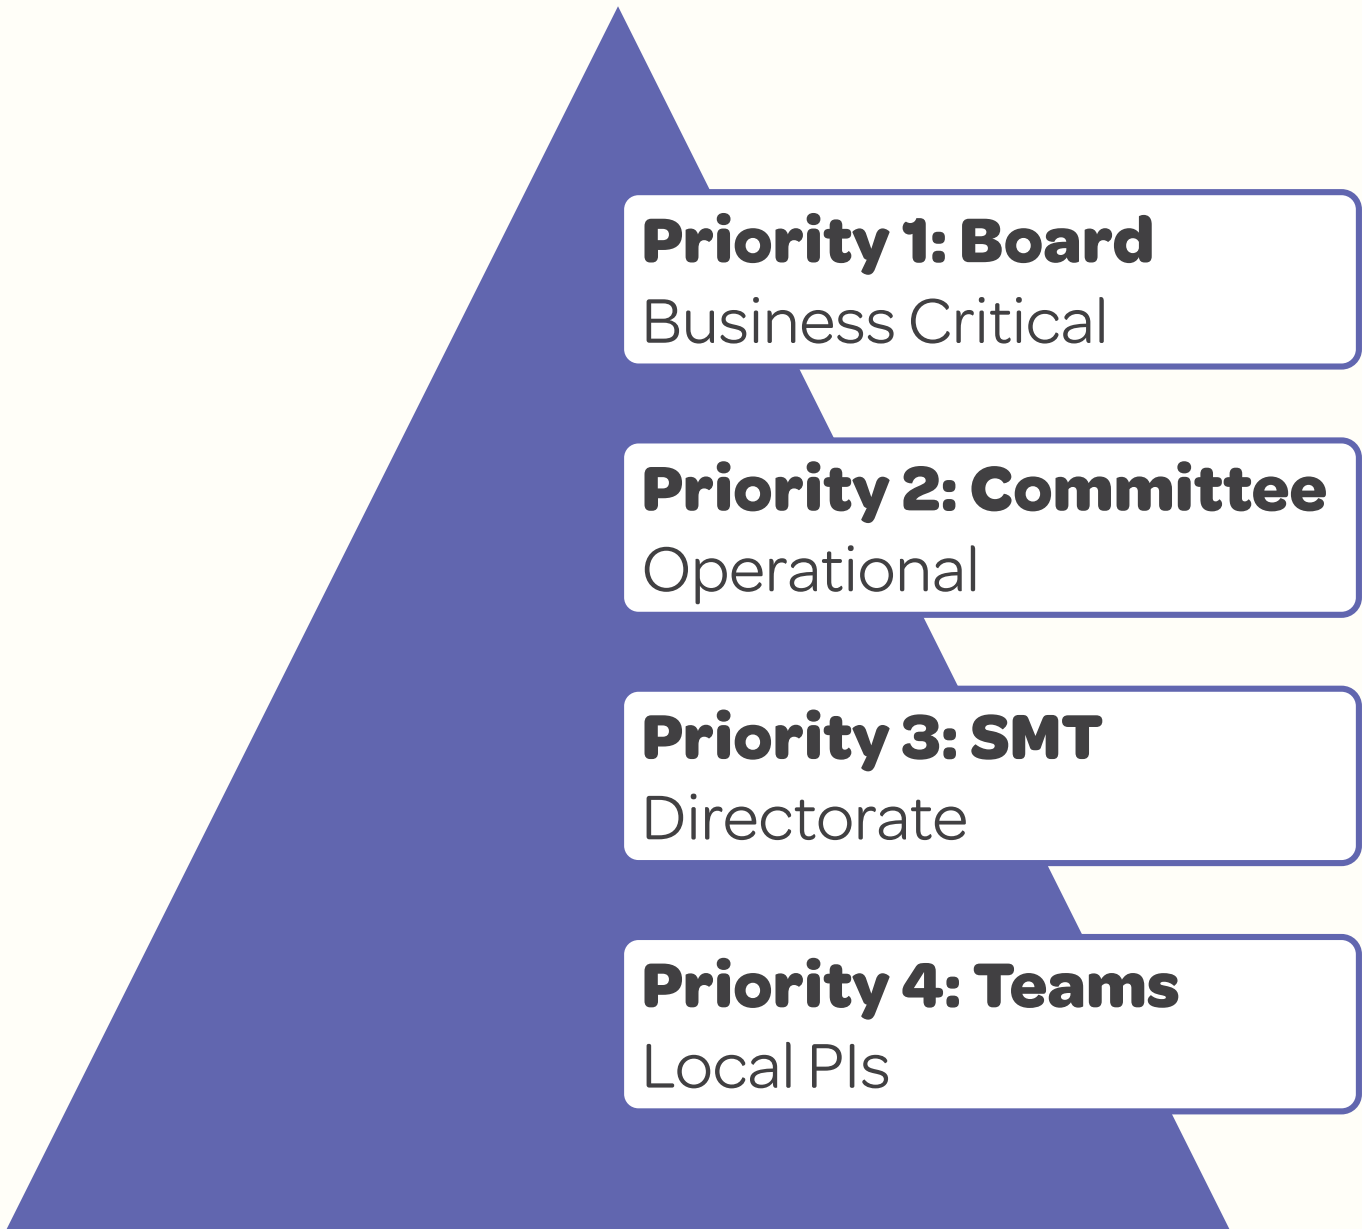 Priority 1: Board
Business Critical
Priority 2: Committee
Operational
Priority 3: SMT
Directorate
Priority 4: Teams
Local PIs